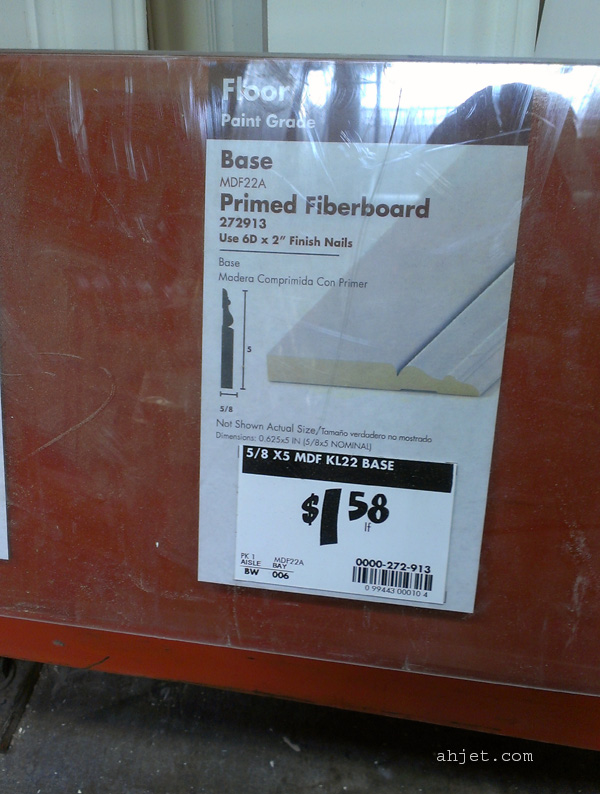 Floor
Paint Grade
Base
MDF22A
Primed Fiberboard
272913
Use 6D x 2" Finish Nails
Base
Madera Comprimida Con Primer
5
5/8
Not Shown Actual Size/Tamaño verdadero no mostrado
Dimensions: 0.625x5 IN (5/8x5 NOMINAL)
5/8 X5 MDF KL22 BASE
$1 58
lf
PK 1 MDF22A
AISLE BAY
BW 006
0000-272-913
0 99443 00010 4
ahjet.com